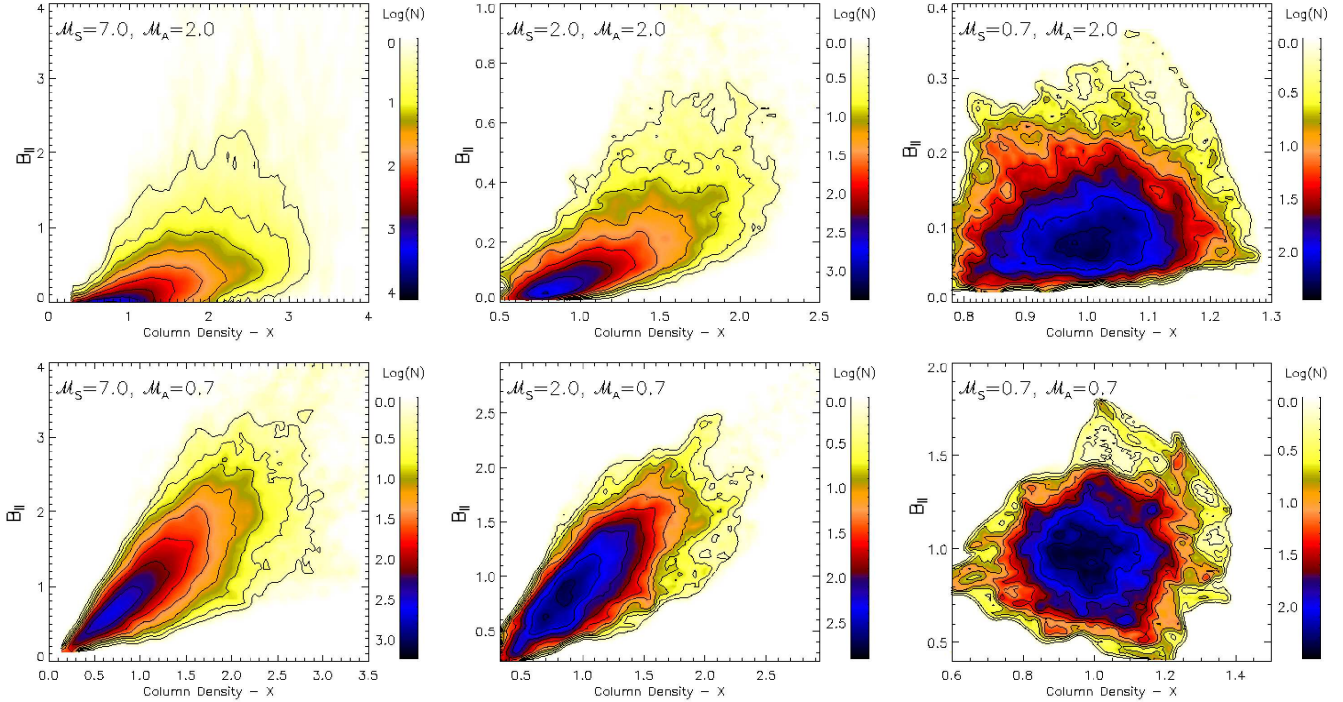 ℳS=7.0, ℳA=2.0
Log(N)
0
1
2
3
4
B||
4
3
2
1
0
0 1 2 3 4
Column Density - X
ℳS=2.0, ℳA=2.0
Log(N)
0.0
0.5
1.0
1.5
2.0
2.5
3.0
B||
1.0
0.8
0.6
0.4
0.2
0.0
0.5 1.0 1.5 2.0 2.5
Column Density - X
ℳS=0.7, ℳA=2.0
Log(N)
0.0
0.5
1.0
1.5
2.0
B||
0.4
0.3
0.2
0.1
0.0
0.8 0.9 1.0 1.1 1.2 1.3
Column Density - X
ℳS=7.0, ℳA=0.7
Log(N)
0.0
0.5
1.0
1.5
2.0
2.5
3.0
B||
4
3
2
1
0
0.0 0.5 1.0 1.5 2.0 2.5 3.0 3.5
Column Density - X
ℳS=2.0, ℳA=0.7
Log(N)
0.0
0.5
1.0
1.5
2.0
2.5
B||
2.5
2.0
1.5
1.0
0.5
0.5 1.0 1.5 2.0 2.5
Column Density - X
ℳS=0.7, ℳA=0.7
Log(N)
0.0
0.5
1.0
1.5
2.0
B||
2.0
1.5
1.0
0.5
0.6 0.8 1.0 1.2 1.4
Column Density - X